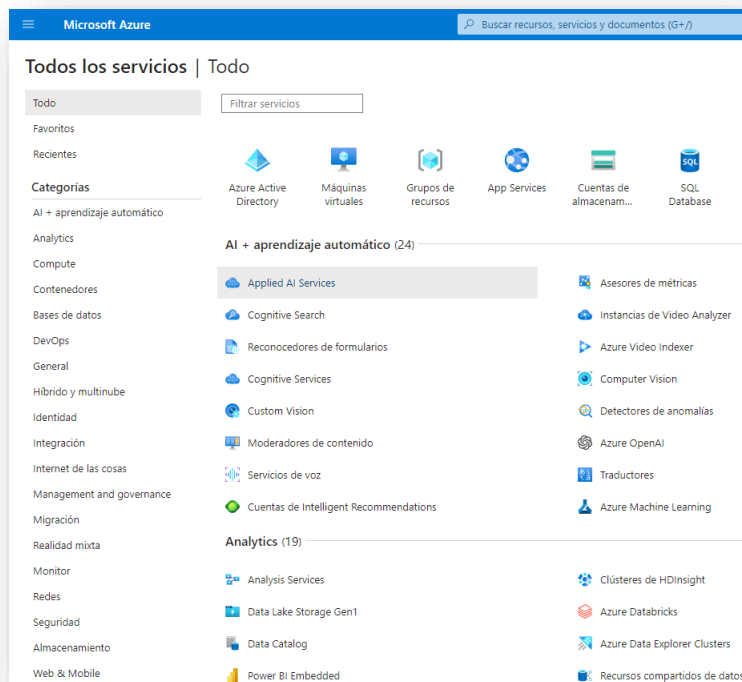 Microsoft Azure
Buscar recursos, servicios y documentos (G+/)
Todos los servicios | Todo
Todo
Favoritos
Recientes
Categorías
AI + aprendizaje automático
Analytics
Compute
Contenedores
Bases de datos
DevOps
General
Híbrido y multinube
Identidad
Integración
Internet de las cosas
Management and governance
Migración
Realidad mixta
Monitor
Redes
Seguridad
Almacenamiento
Web & Mobile
Filtrar servicios
Azure Active
Directory
Máquinas
virtuales
Grupos de
recursos
App Services
Cuentas de
almacenam...
SQL
SQL
Database
AI + aprendizaje automático (24)
Applied AI Services
Asesores de métricas
Cognitive Search
Instancias de Video Analyzer
Reconocedores de formularios
Azure Video Indexer
Cognitive Services
Computer Vision
Custom Vision
Detectores de anomalías
Moderadores de contenido
Azure OpenAI
Servicios de voz
Traductores
Cuentas de Intelligent Recommendations
Azure Machine Learning
Analytics (19)
Analysis Services
Clústeres de HDInsight
Data Lake Storage Gen1
Azure Databricks
Data Catalog
Azure Data Explorer Clusters
Power BI Embedded
Recursos compartidos de datos